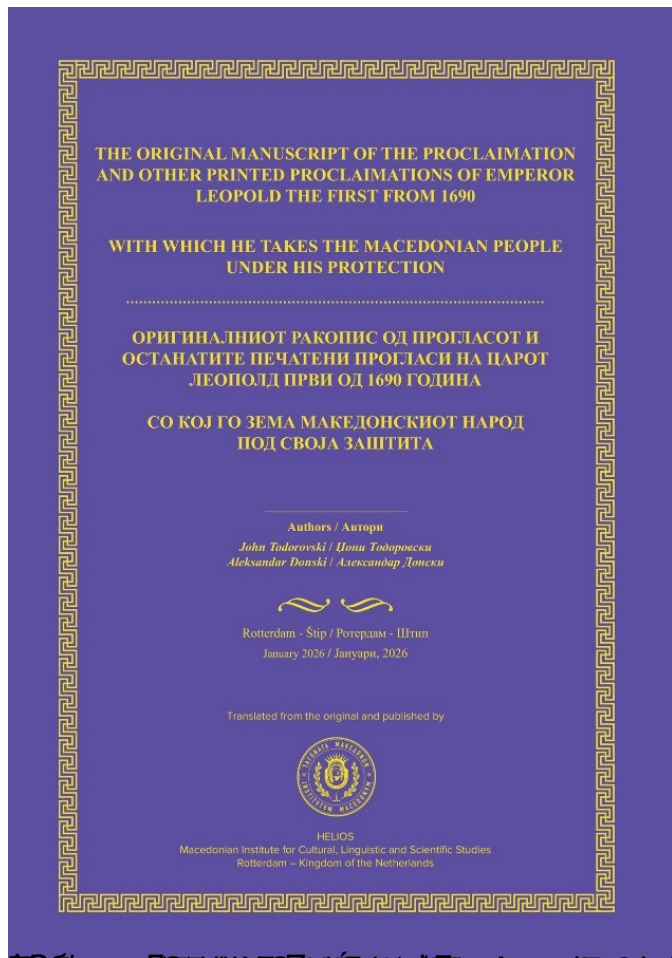 THE ORIGINAL MANUSCRIPT OF THE PROCLAIMATION
AND OTHER PRINTED PROCLAIMATIONS OF EMPEROR
LEOPOLD THE FIRST FROM 1690
WITH WHICH HE TAKES THE MACEDONIAN PEOPLE
UNDER HIS PROTECTION
ОРИГИНАЛНИОТ РАКОПИС ОД ПРОГЛАСОТ И
ОСТАНАТИТЕ ПЕЧАТЕНИ ПРОГЛАСИ НА ЦАРОТ
ЛЕОПОЛД ПРВИ ОД 1690 ГОДИНА
СО КОЈ ГО ЗЕМА МАКЕДОНСКИОТ НАРОД
ПОД СВОЈА ЗАШТИТА
Authors / Автори
John Todorovski / Џони Тодоровски
Aleksandar Donski / Александар Донски
Rotterdam - Štip / Ротердам - Штип
January 2026 / Јануари, 2026
Translated from the original and published by
HELIOS
Macedonian Institute for Cultural, Linguistic and Scientific Studies
Rotterdam – Kingdom of the Netherlands